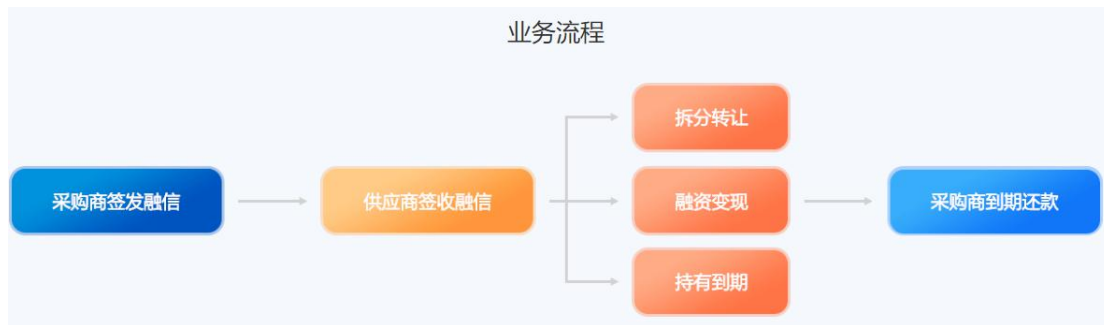 业务流程
采购商签发融信
供应商签收融信
拆分转让
融资变现
持有到期
采购商到期还款